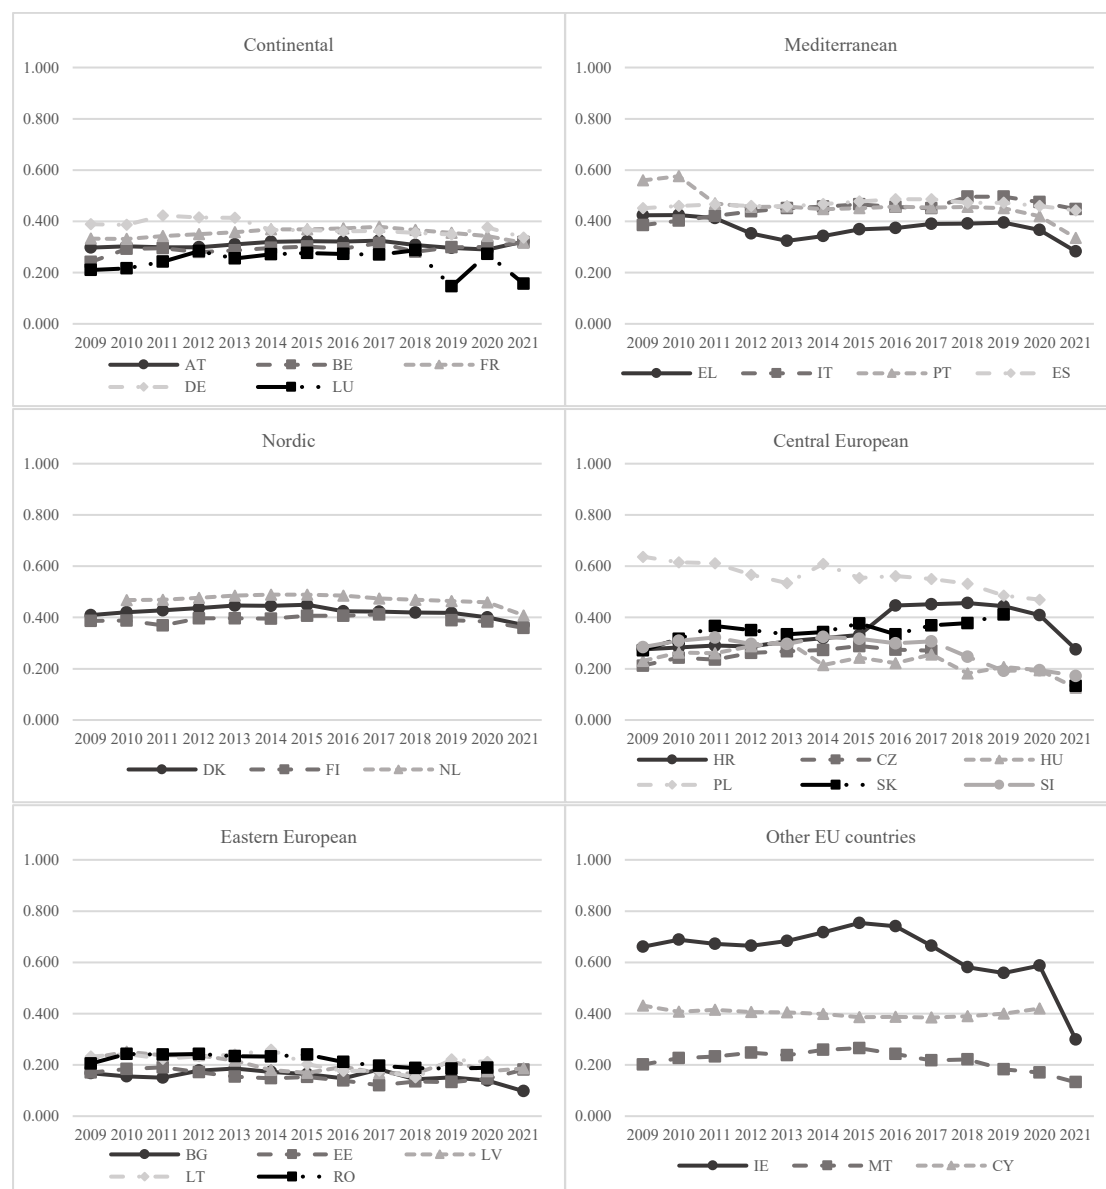 Continental
1.000
0.800
0.600
0.400
0.200
0.000
2009 2010 2011 2012 2013 2014 2015 2016 2017 2018 2019 2020 2021
AT BE FR
DE LU
Mediterranean
1.000
0.800
0.600
0.400
0.200
0.000
2009 2010 2011 2012 2013 2014 2015 2016 2017 2018 2019 2020 2021
EL IT PT ES
Nordic
1.000
0.800
0.600
0.400
0.200
0.000
2009 2010 2011 2012 2013 2014 2015 2016 2017 2018 2019 2020 2021
DK FI NL
Central European
1.000
0.800
0.600
0.400
0.200
0.000
2009 2010 2011 2012 2013 2014 2015 2016 2017 2018 2019 2020 2021
HR CZ HU
PL SK SI
Eastern European
1.000
0.800
0.600
0.400
0.200
0.000
2009 2010 2011 2012 2013 2014 2015 2016 2017 2018 2019 2020 2021
BG EE LV
LT RO
Other EU countries
1.000
0.800
0.600
0.400
0.200
0.000
2009 2010 2011 2012 2013 2014 2015 2016 2017 2018 2019 2020 2021
IE MT CY